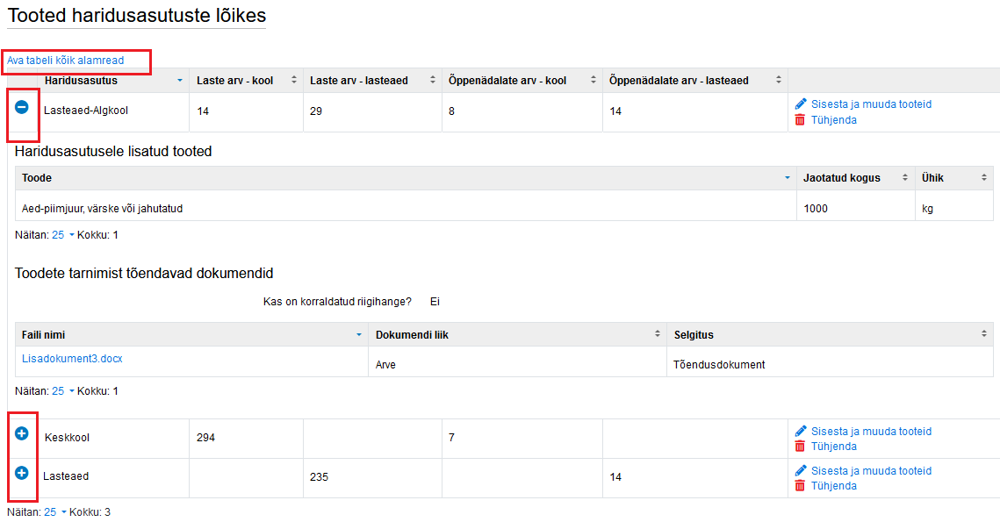 Tooted haridusasutuste lõikes
Ava tabeli kõik alamread
Haridusasutus Laste arv - kool Laste arv - lasteaed Õppenädalate arv - kool Õppenädalate arv - lasteaed
Lasteaed-Algkool 14 29 8 14 Sisesta ja muuda tooteid
Tühjenda
Haridusasutusele lisatud tooted
Toode Jaotatud kogus Ühik
Aed-piimjuur, värske või jahutatud 1000 kg
Näitan: 25 Kokku: 1
Toodete tarnimist tõendavad dokumendid
Kas on korraldatud riigihange? Ei
Faili nimi Dokumendi liik Selgitus
Lisadokument3.docx Arve Tõendusdokument
Näitan: 25 Kokku: 1
Keskkool 294 7 Sisesta ja muuda tooteid
Tühjenda
Lasteaed 235 14 Sisesta ja muuda tooteid
Tühjenda
Näitan: 25 Kokku: 3